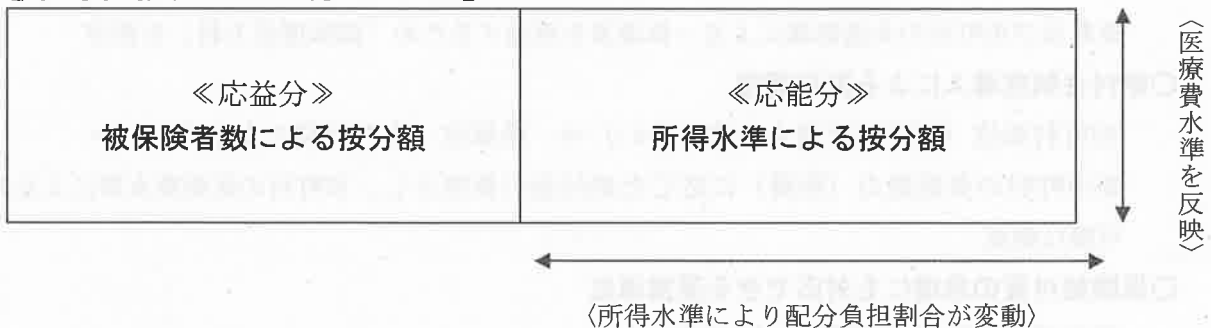 ≪応益分≫
被保険者数による按分額
≪応能分≫
所得水準による按分額
〈医療費水準を反映〉
〈所得水準により配分負担割合が変動〉